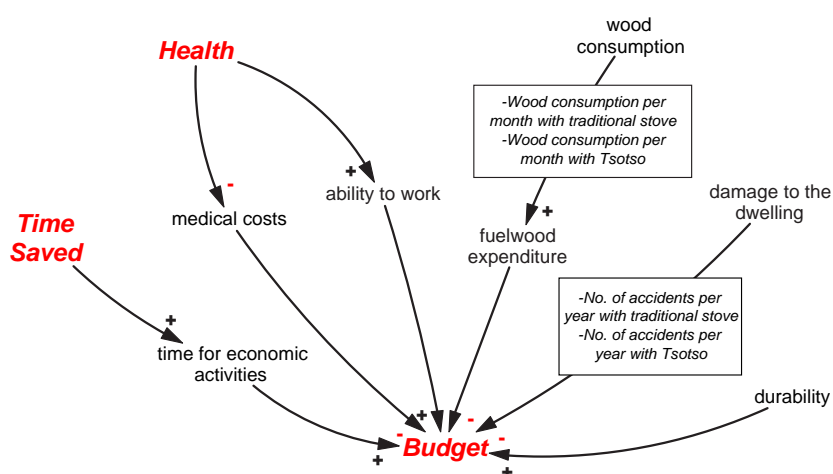 wood
consumption
Health
-Wood consumption per
month with traditional stove
-Wood consumption per
month with Tsotso
+
-
+
ability to work
damage to the
dwelling
medical costs
Time
Saved
fuelwood
expenditure
-No. of accidents per
year with traditional stove
-No. of accidents per
year with Tsotso
+
time for economic
activities
durability
+
-
-
Budget
-
+
+